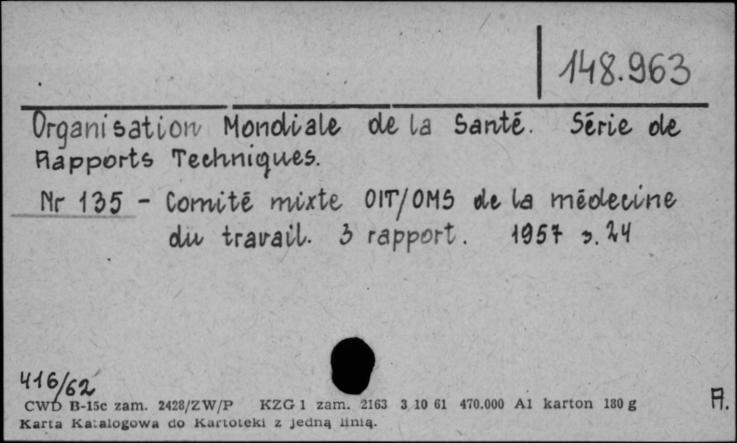 148.963
Organisation Mondiale de la Santé. Série de
Rapports Techniques.
Nr 135 - Comité mixte OIT/OMS de la médecine
du travail. 3 rapport. 1957 s. 24
416/62
CWD B-15c zam. 2428/ZW/P KZG 1 zam. 2163 3 10 61 470.000 A1 karton 180 g
Karta Katalogowa do Kartoteki z jedną linią.
A.